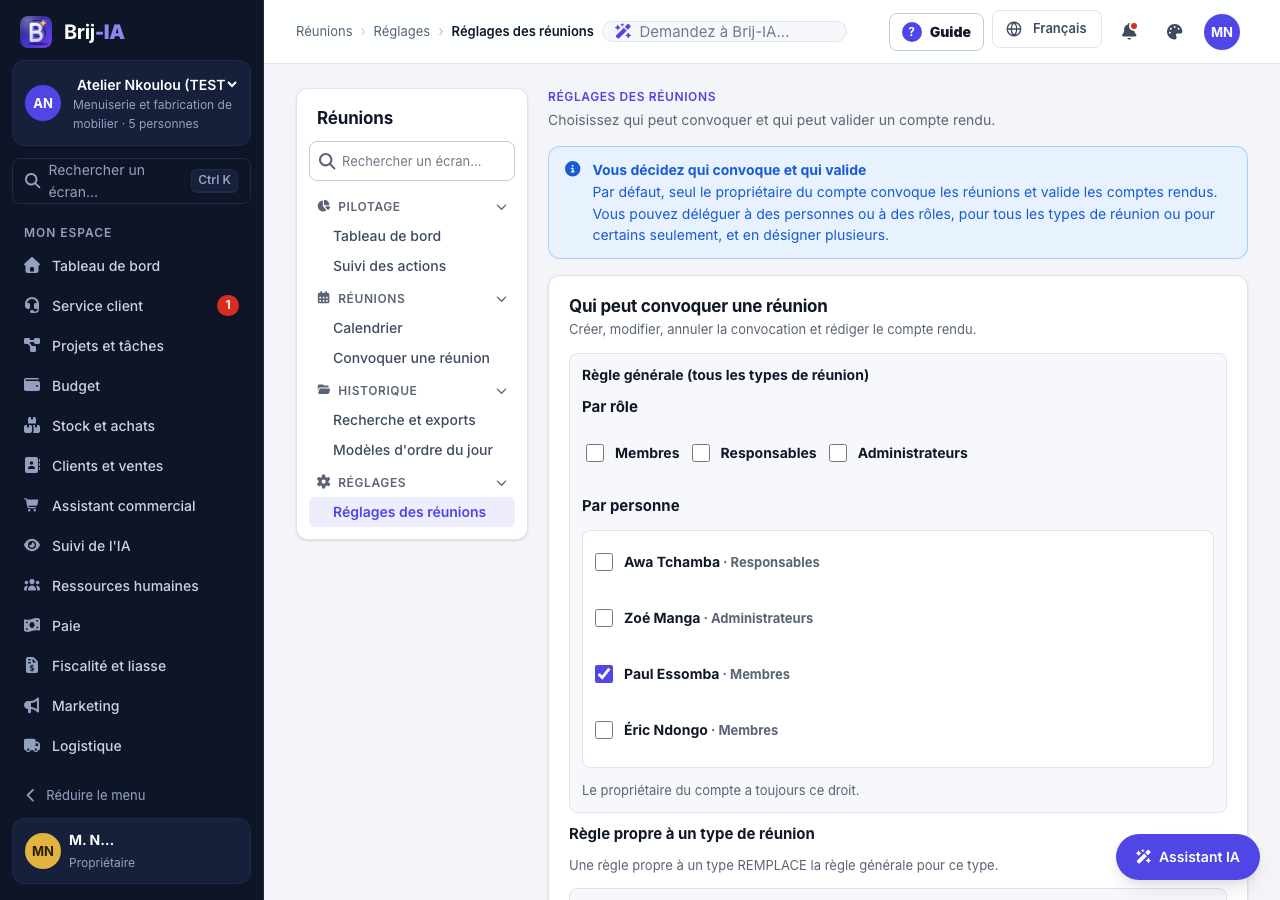 Brij-IA
AN
Atelier Nkoulou (TEST
Menuiserie et fabrication de
mobilier · 5 personnes
Rechercher un
écran...
Ctrl K
MON ESPACE
Tableau de bord
Service client
1
Projets et tâches
Budget
Stock et achats
Clients et ventes
Assistant commercial
Suivi de l'IA
Ressources humaines
Paie
Fiscalité et liasse
Marketing
Logistique
Réduire le menu
MN
M. N...
Propriétaire
Réunions › Réglages › Réglages des réunions
Demandez à Brij-IA...
? Guide
Français
MN
Réunions
Rechercher un écran...
PILOTAGE
Tableau de bord
Suivi des actions
RÉUNIONS
Calendrier
Convoquer une réunion
HISTORIQUE
Recherche et exports
Modèles d'ordre du jour
RÉGLAGES
Réglages des réunions
RÉGLAGES DES RÉUNIONS
Choisissez qui peut convoquer et qui peut valider un compte rendu.
Vous décidez qui convoque et qui valide
Par défaut, seul le propriétaire du compte convoque les réunions et valide les comptes rendus.
Vous pouvez déléguer à des personnes ou à des rôles, pour tous les types de réunion ou pour
certains seulement, et en désigner plusieurs.
Qui peut convoquer une réunion
Créer, modifier, annuler la convocation et rédiger le compte rendu.
Règle générale (tous les types de réunion)
Par rôle
Membres
Responsables
Administrateurs
Par personne
Awa Tchamba · Responsables
Zoé Manga · Administrateurs
Paul Essomba · Membres
Éric Ndongo · Membres
Le propriétaire du compte a toujours ce droit.
Règle propre à un type de réunion
Une règle propre à un type REMPLACE la règle générale pour ce type.
Assistant IA